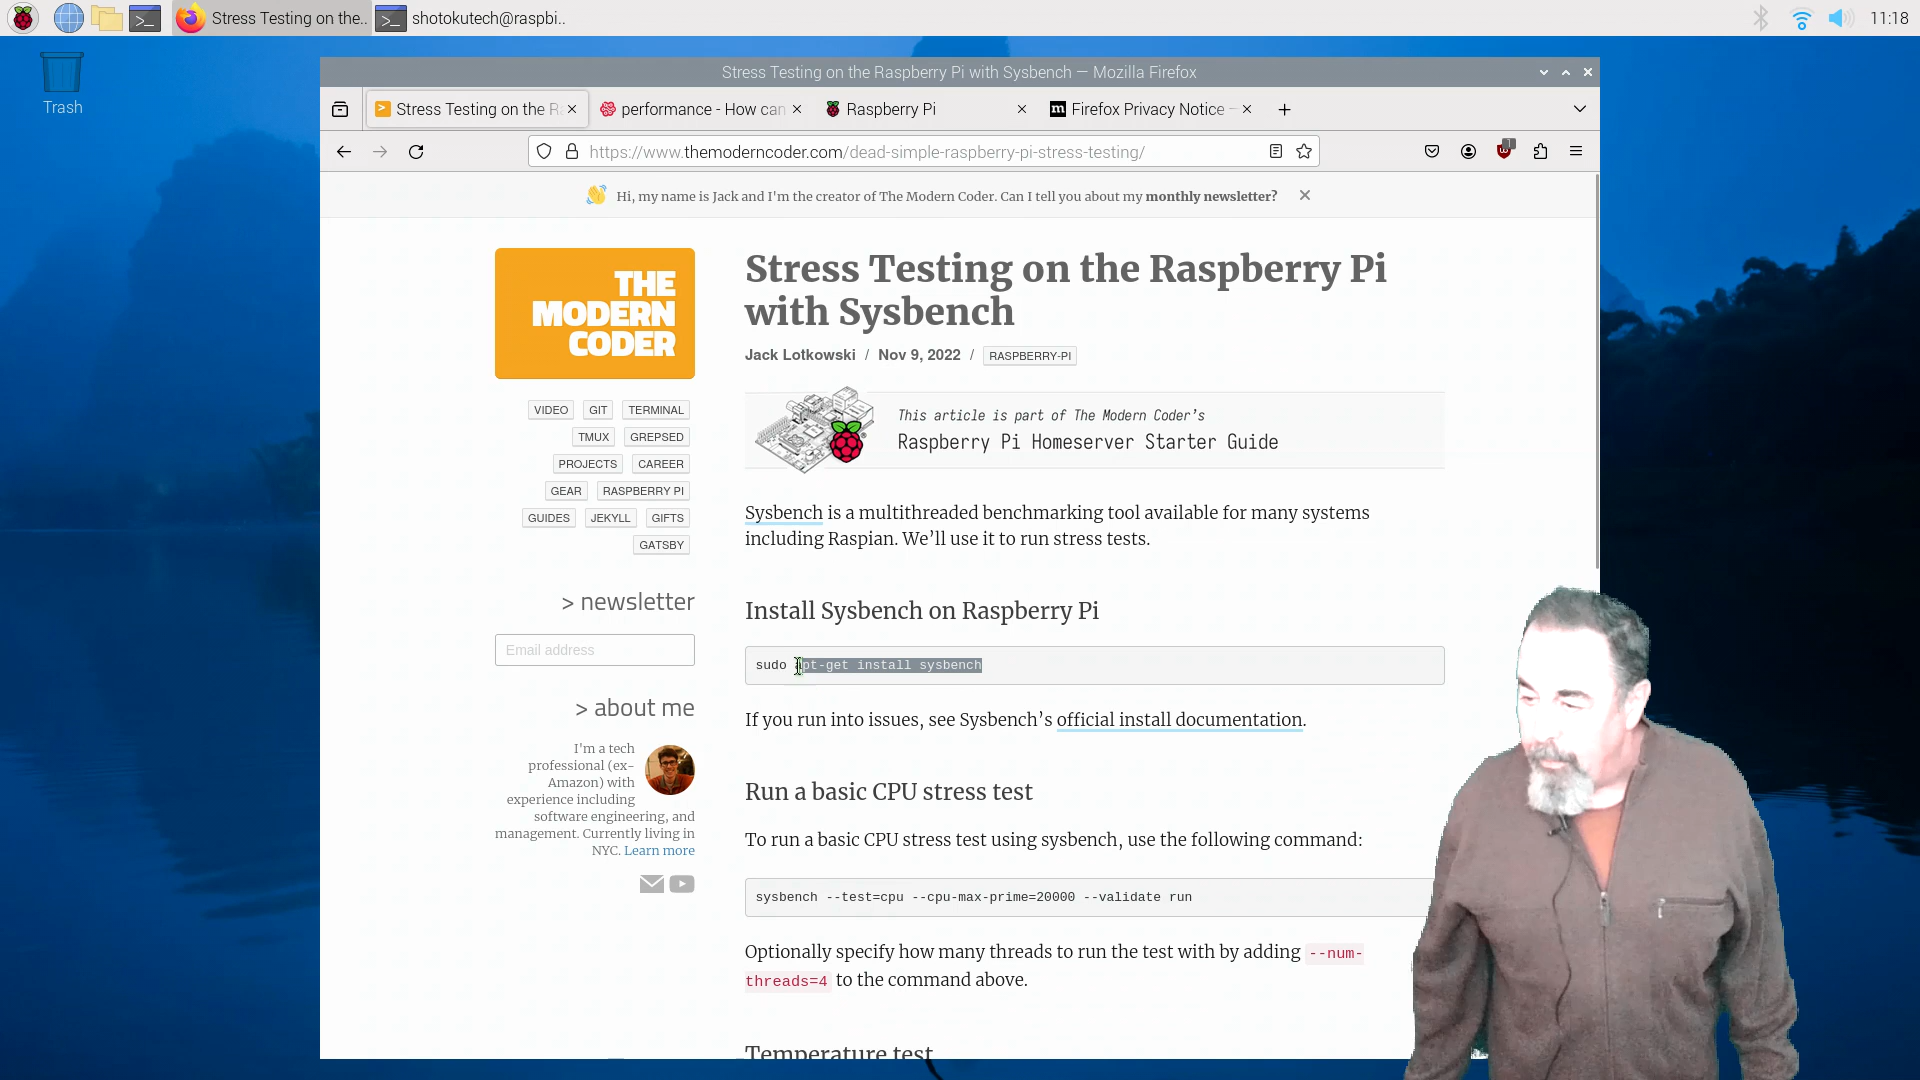 Stress Testing on the..
shotokutech@raspbi..
11:18
Trash
Stress Testing on the Raspberry Pi with Sysbench — Mozilla Firefox
Stress Testing on the R
performance - How can
Raspberry Pi
m
Firefox Privacy Notice –
https://www.themoderncoder.com/dead-simple-raspberry-pi-stress-testing/
1
Hi, my name is Jack and I'm the creator of The Modern Coder. Can I tell you about my monthly newsletter?
THE
MODERN
CODER
VIDEO GIT TERMINAL
TMUX GREPSED
PROJECTS CAREER
GEAR RASPBERRY PI
GUIDES JEKYLL GIFTS
GATSBY
> newsletter
Email address
> about me
I'm a tech
professional (ex-
Amazon) with
experience including
software engineering, and
management. Currently living in
NYC. Learn more
Stress Testing on the Raspberry Pi
with Sysbench
Jack Lotkowski / Nov 9, 2022 / RASPBERRY-PI
This article is part of The Modern Coder's
Raspberry Pi Homeserver Starter Guide
Sysbench is a multithreaded benchmarking tool available for many systems
including Raspian. We’ll use it to run stress tests.
Install Sysbench on Raspberry Pi
sudo apt-get install sysbench
If you run into issues, see Sysbench’s official install documentation.
Run a basic CPU stress test
To run a basic CPU stress test using sysbench, use the following command:
sysbench --test=cpu --cpu-max-prime=20000 --validate run
Optionally specify how many threads to run the test with by adding --num-
threads=4 to the command above.
Temperature test